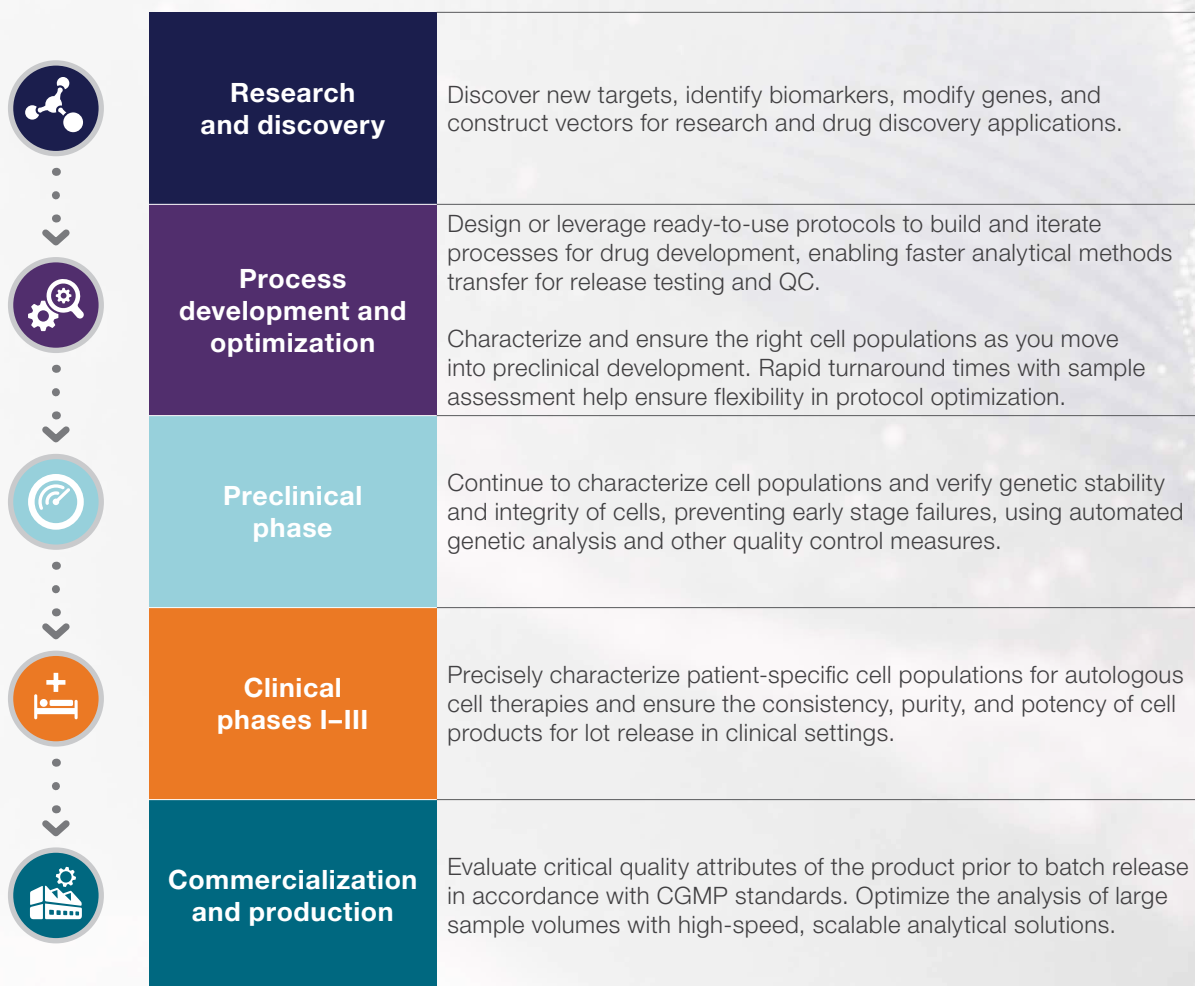 Research
and discovery
Discover new targets, identify biomarkers, modify genes, and
construct vectors for research and drug discovery applications.
Process
development and
optimization
Design or leverage ready-to-use protocols to build and iterate
processes for drug development, enabling faster analytical methods
transfer for release testing and QC.
Characterize and ensure the right cell populations as you move
into preclinical development. Rapid turnaround times with sample
assessment help ensure flexibility in protocol optimization.
Preclinical
phase
Continue to characterize cell populations and verify genetic stability
and integrity of cells, preventing early stage failures, using automated
genetic analysis and other quality control measures.
Clinical
phases I–III
Precisely characterize patient-specific cell populations for autologous
cell therapies and ensure the consistency, purity, and potency of cell
products for lot release in clinical settings.
Commercialization
and production
Evaluate critical quality attributes of the product prior to batch release
in accordance with CGMP standards. Optimize the analysis of large
sample volumes with high-speed, scalable analytical solutions.